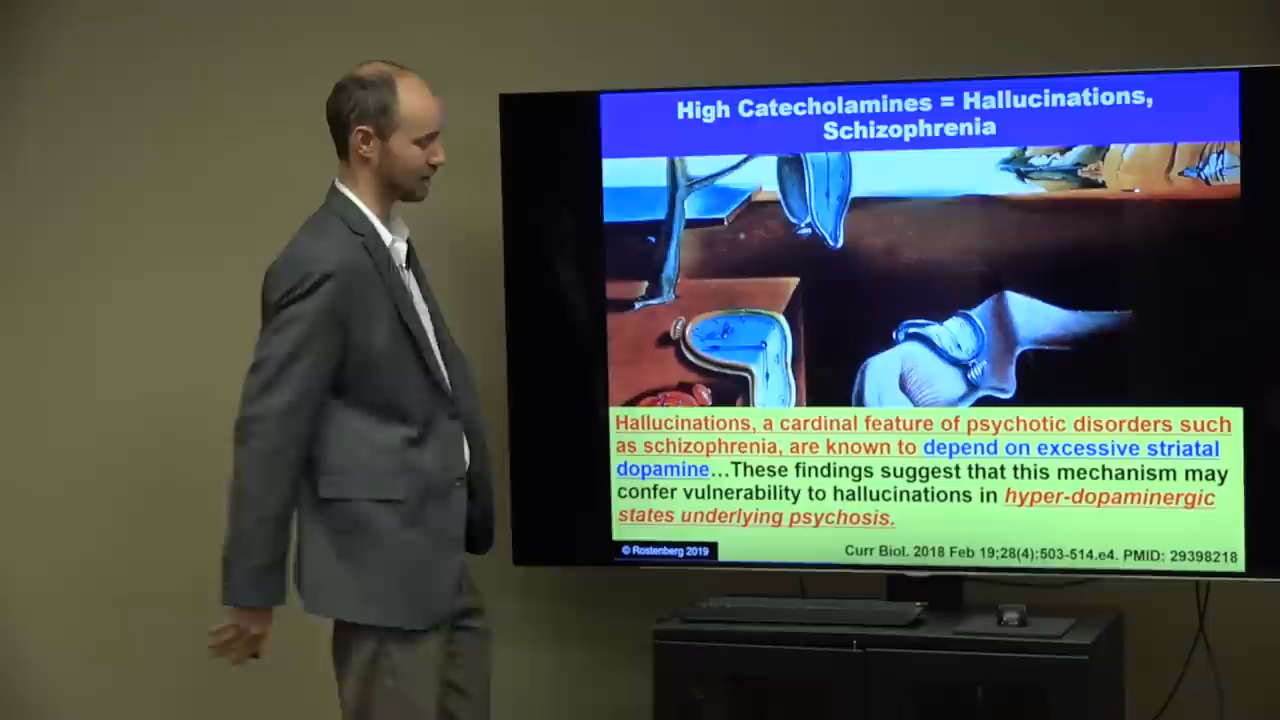 High Catecholamines = Hallucinations,
Schizophrenia
Hallucinations, a cardinal feature of psychotic disorders such
as schizophrenia, are known to depend on excessive striatal
dopamine...These findings suggest that this mechanism may
confer vulnerability to hallucinations in hyper-dopaminergic
states underlying psychosis.
© Rostenberg 2019
Curr Biol. 2018 Feb 19;28(4):503-514.e4. PMID: 29398218